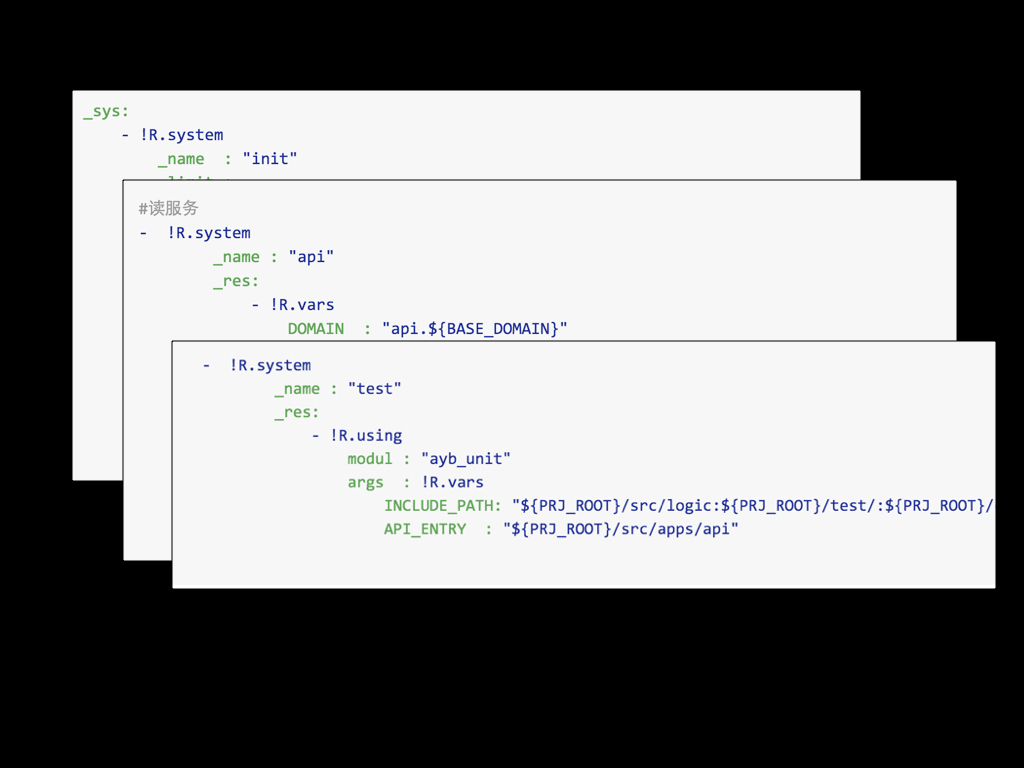 _sys:
- !R.system
_name : "init"
#读服务
- !R.system
_name : "api"
_res:
- !R.vars
DOMAIN : "api.${BASE_DOMAIN}"
- !R.system
_name : "test"
_res:
- !R.using
modul : "ayb_unit"
args : !R.vars
INCLUDE_PATH: "${PRJ_ROOT}/src/logic:${PRJ_ROOT}/test/:${PRJ_ROOT}/
API_ENTRY : "${PRJ_ROOT}/src/apps/api"